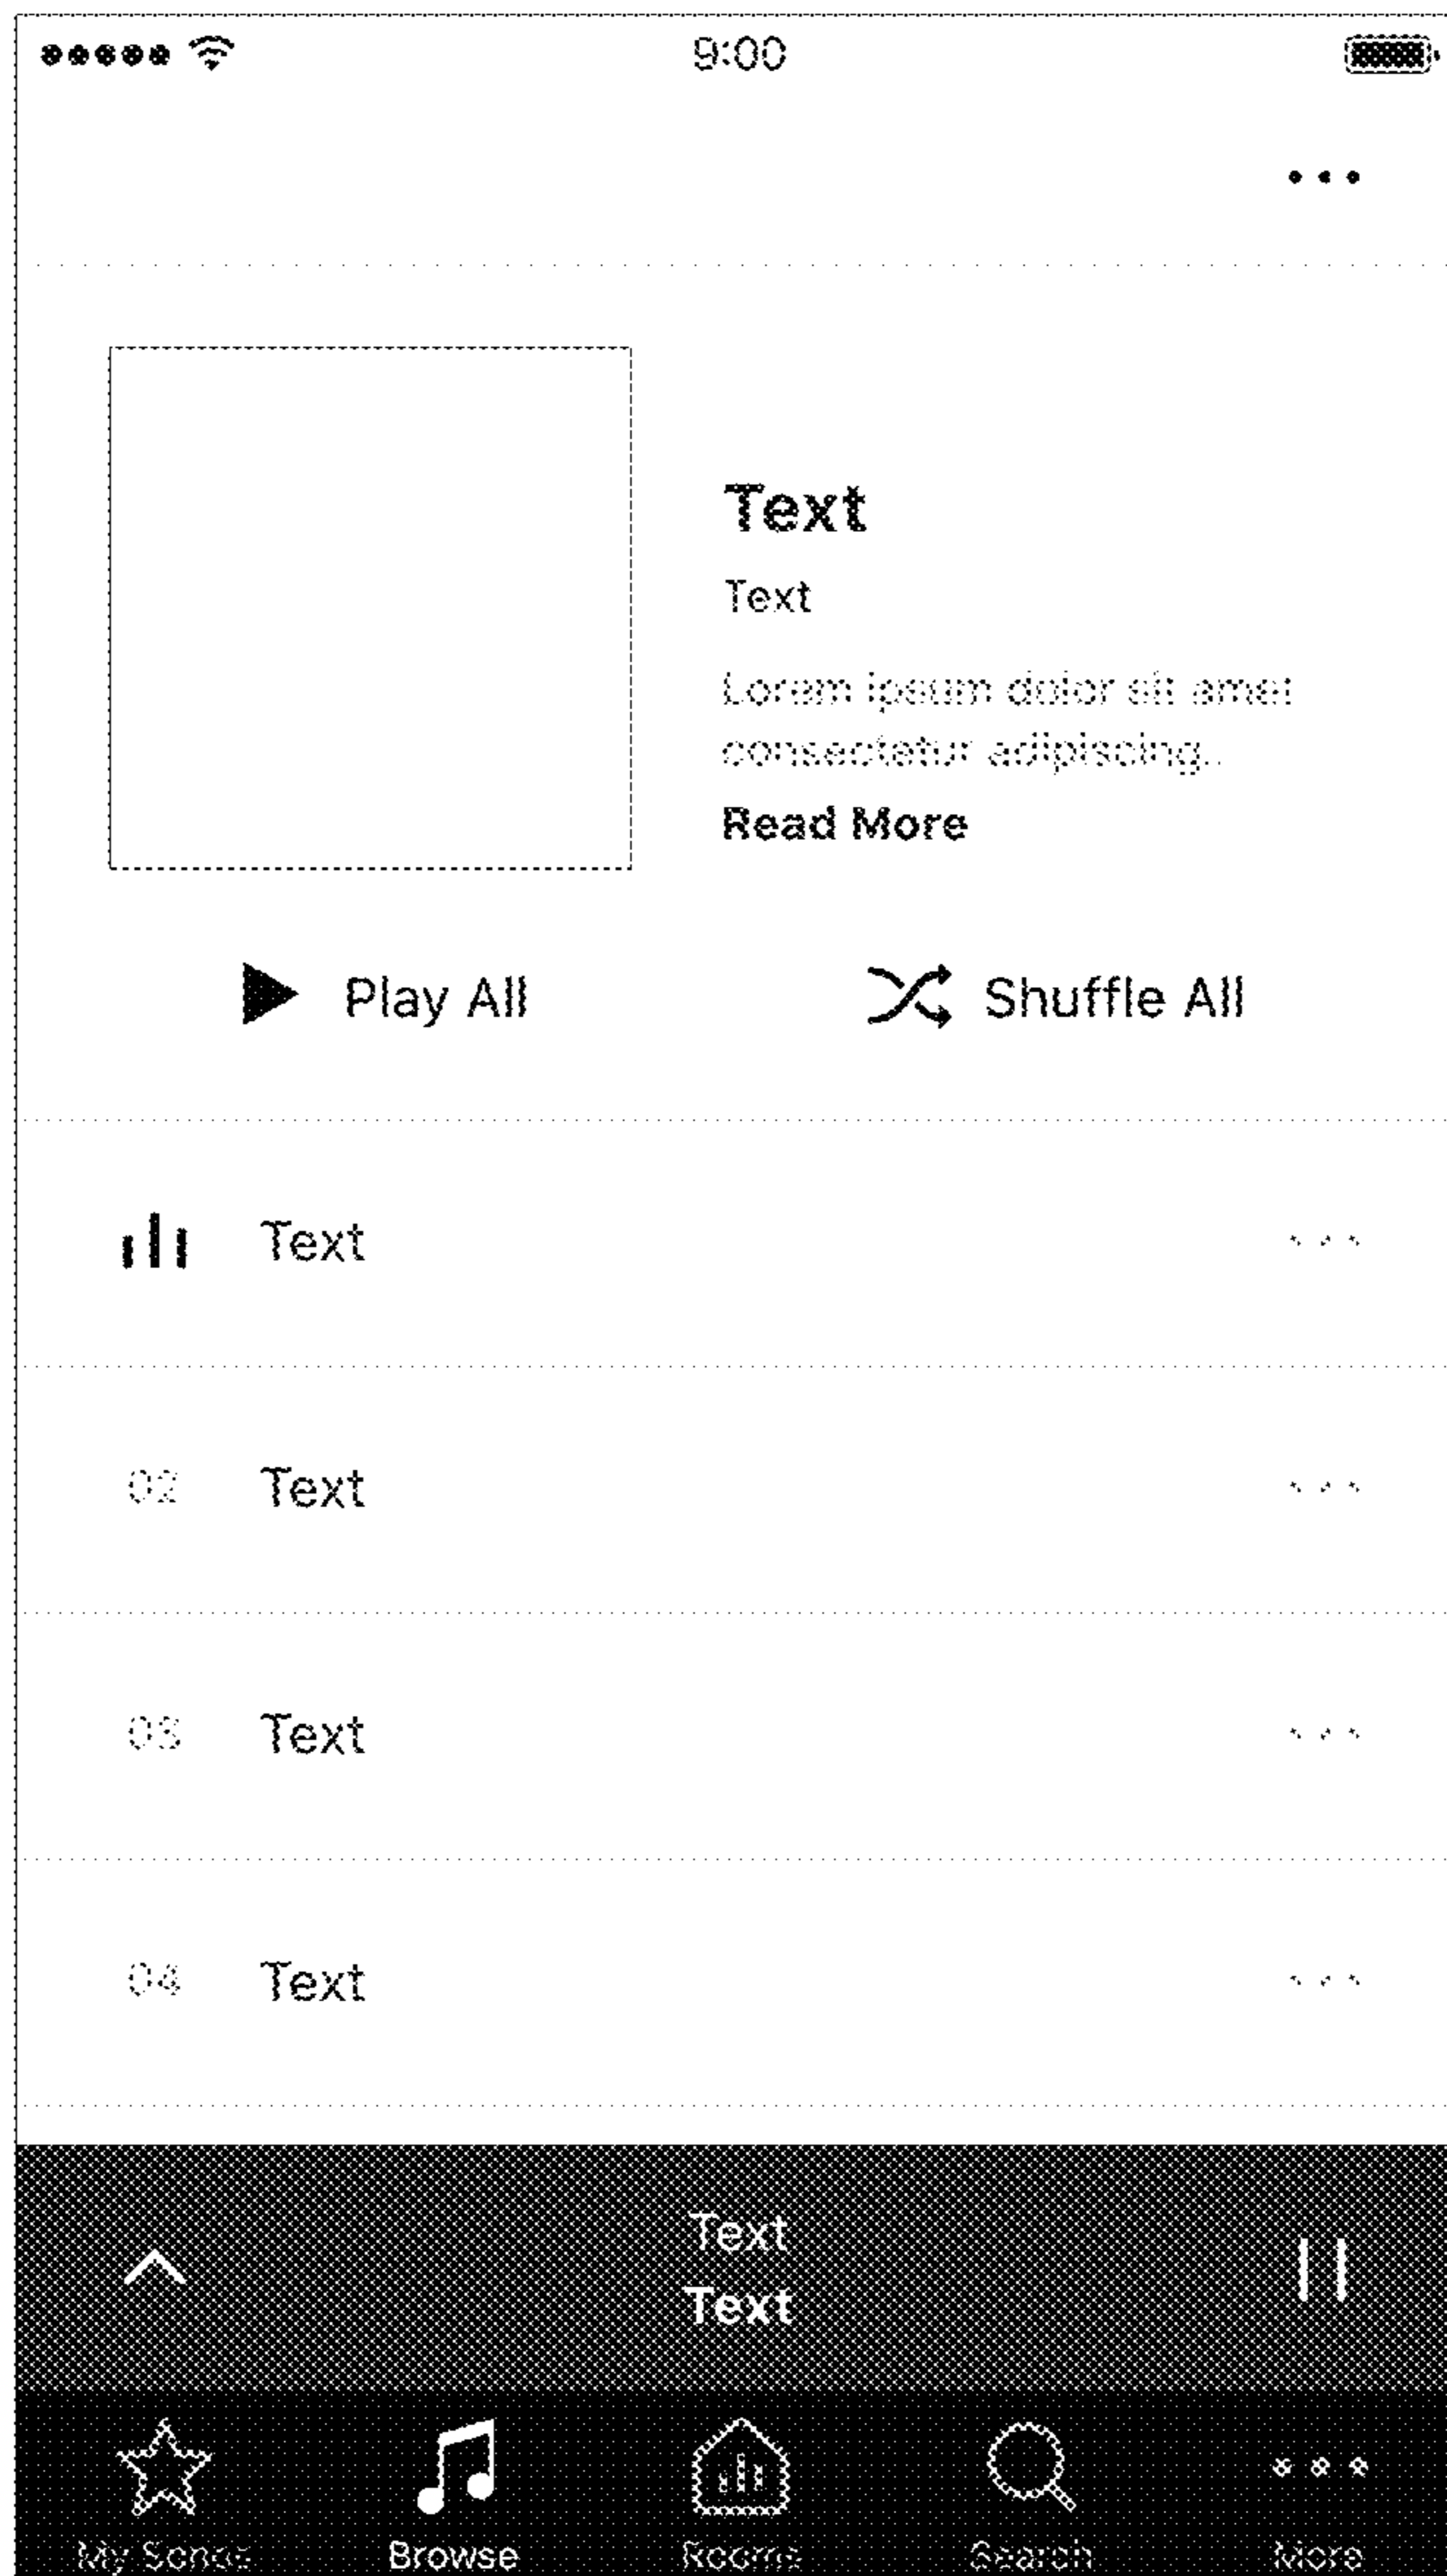 9:00
Text
Text
Lorem ipsum dolor sit amet
consectetur adipiscing..
Read More
Play All
Shuffle All
Text
02 Text
03 Text
04 Text
Text
Text
My Songs Browse Rooms Search More